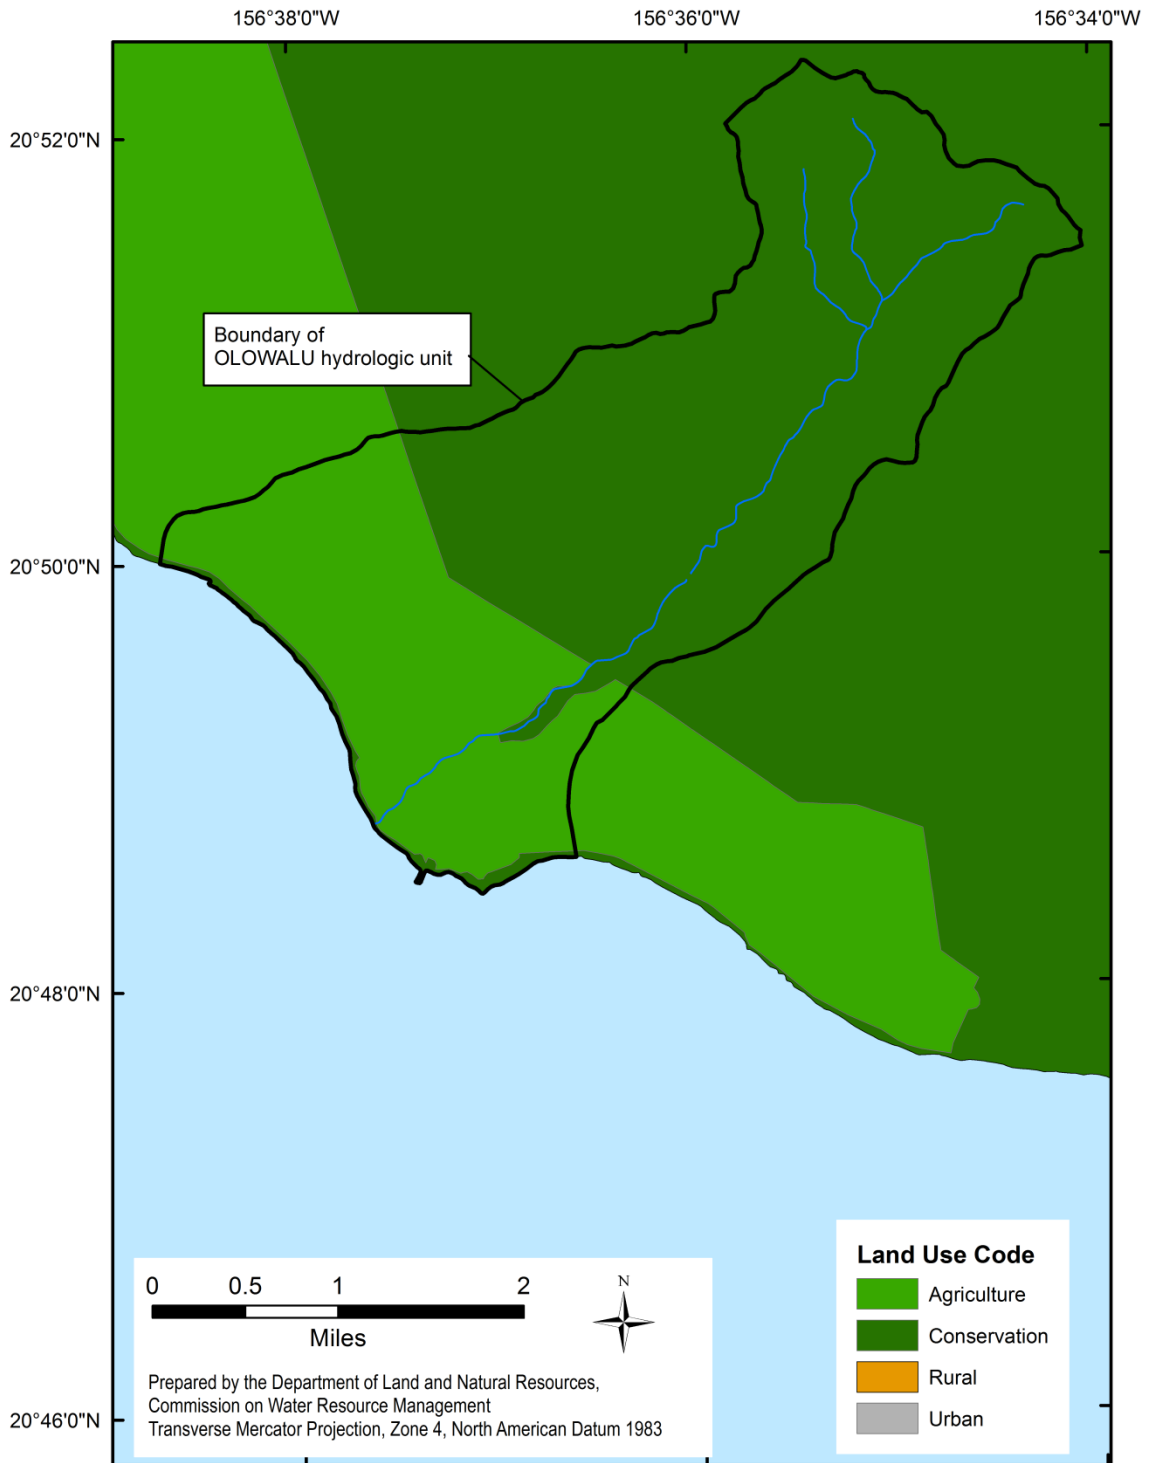 156°38'0"W
156°36'0"W
156°34'0"W
20°52'0"N
Boundary of
OLOWALU hydrologic unit
20°50'0"N
20°48'0"N
20°46'0"N
0 0.5 1 2
Miles
N
Prepared by the Department of Land and Natural Resources,
Commission on Water Resource Management
Transverse Mercator Projection, Zone 4, North American Datum 1983
Land Use Code
Agriculture
Conservation
Rural
Urban